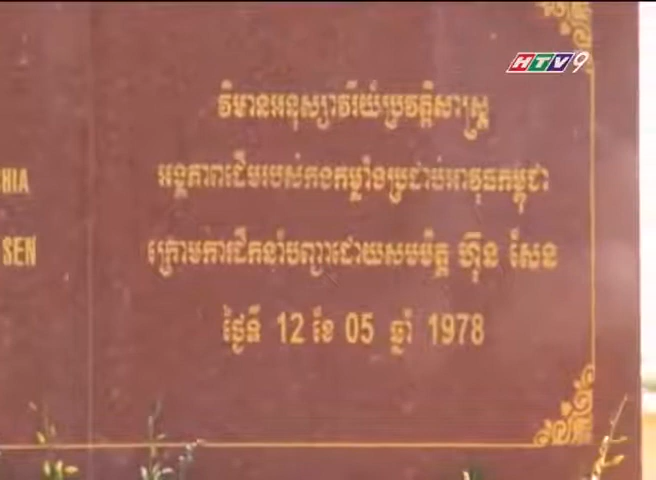 HTV9
វិមានអនុស្សាវរីយ៍ប្រវត្តិសាស្ត្រ
អង្គភាពដើមរបស់កងកម្លាំងប្រដាប់អាវុធកម្ពុជា
HIA
ក្រោមការដឹកនាំបញ្ជាដោយសមមិត្ត ហ៊ុន សែន
SEN
ថ្ងៃទី 12 ខែ 05 ឆ្នាំ 1978